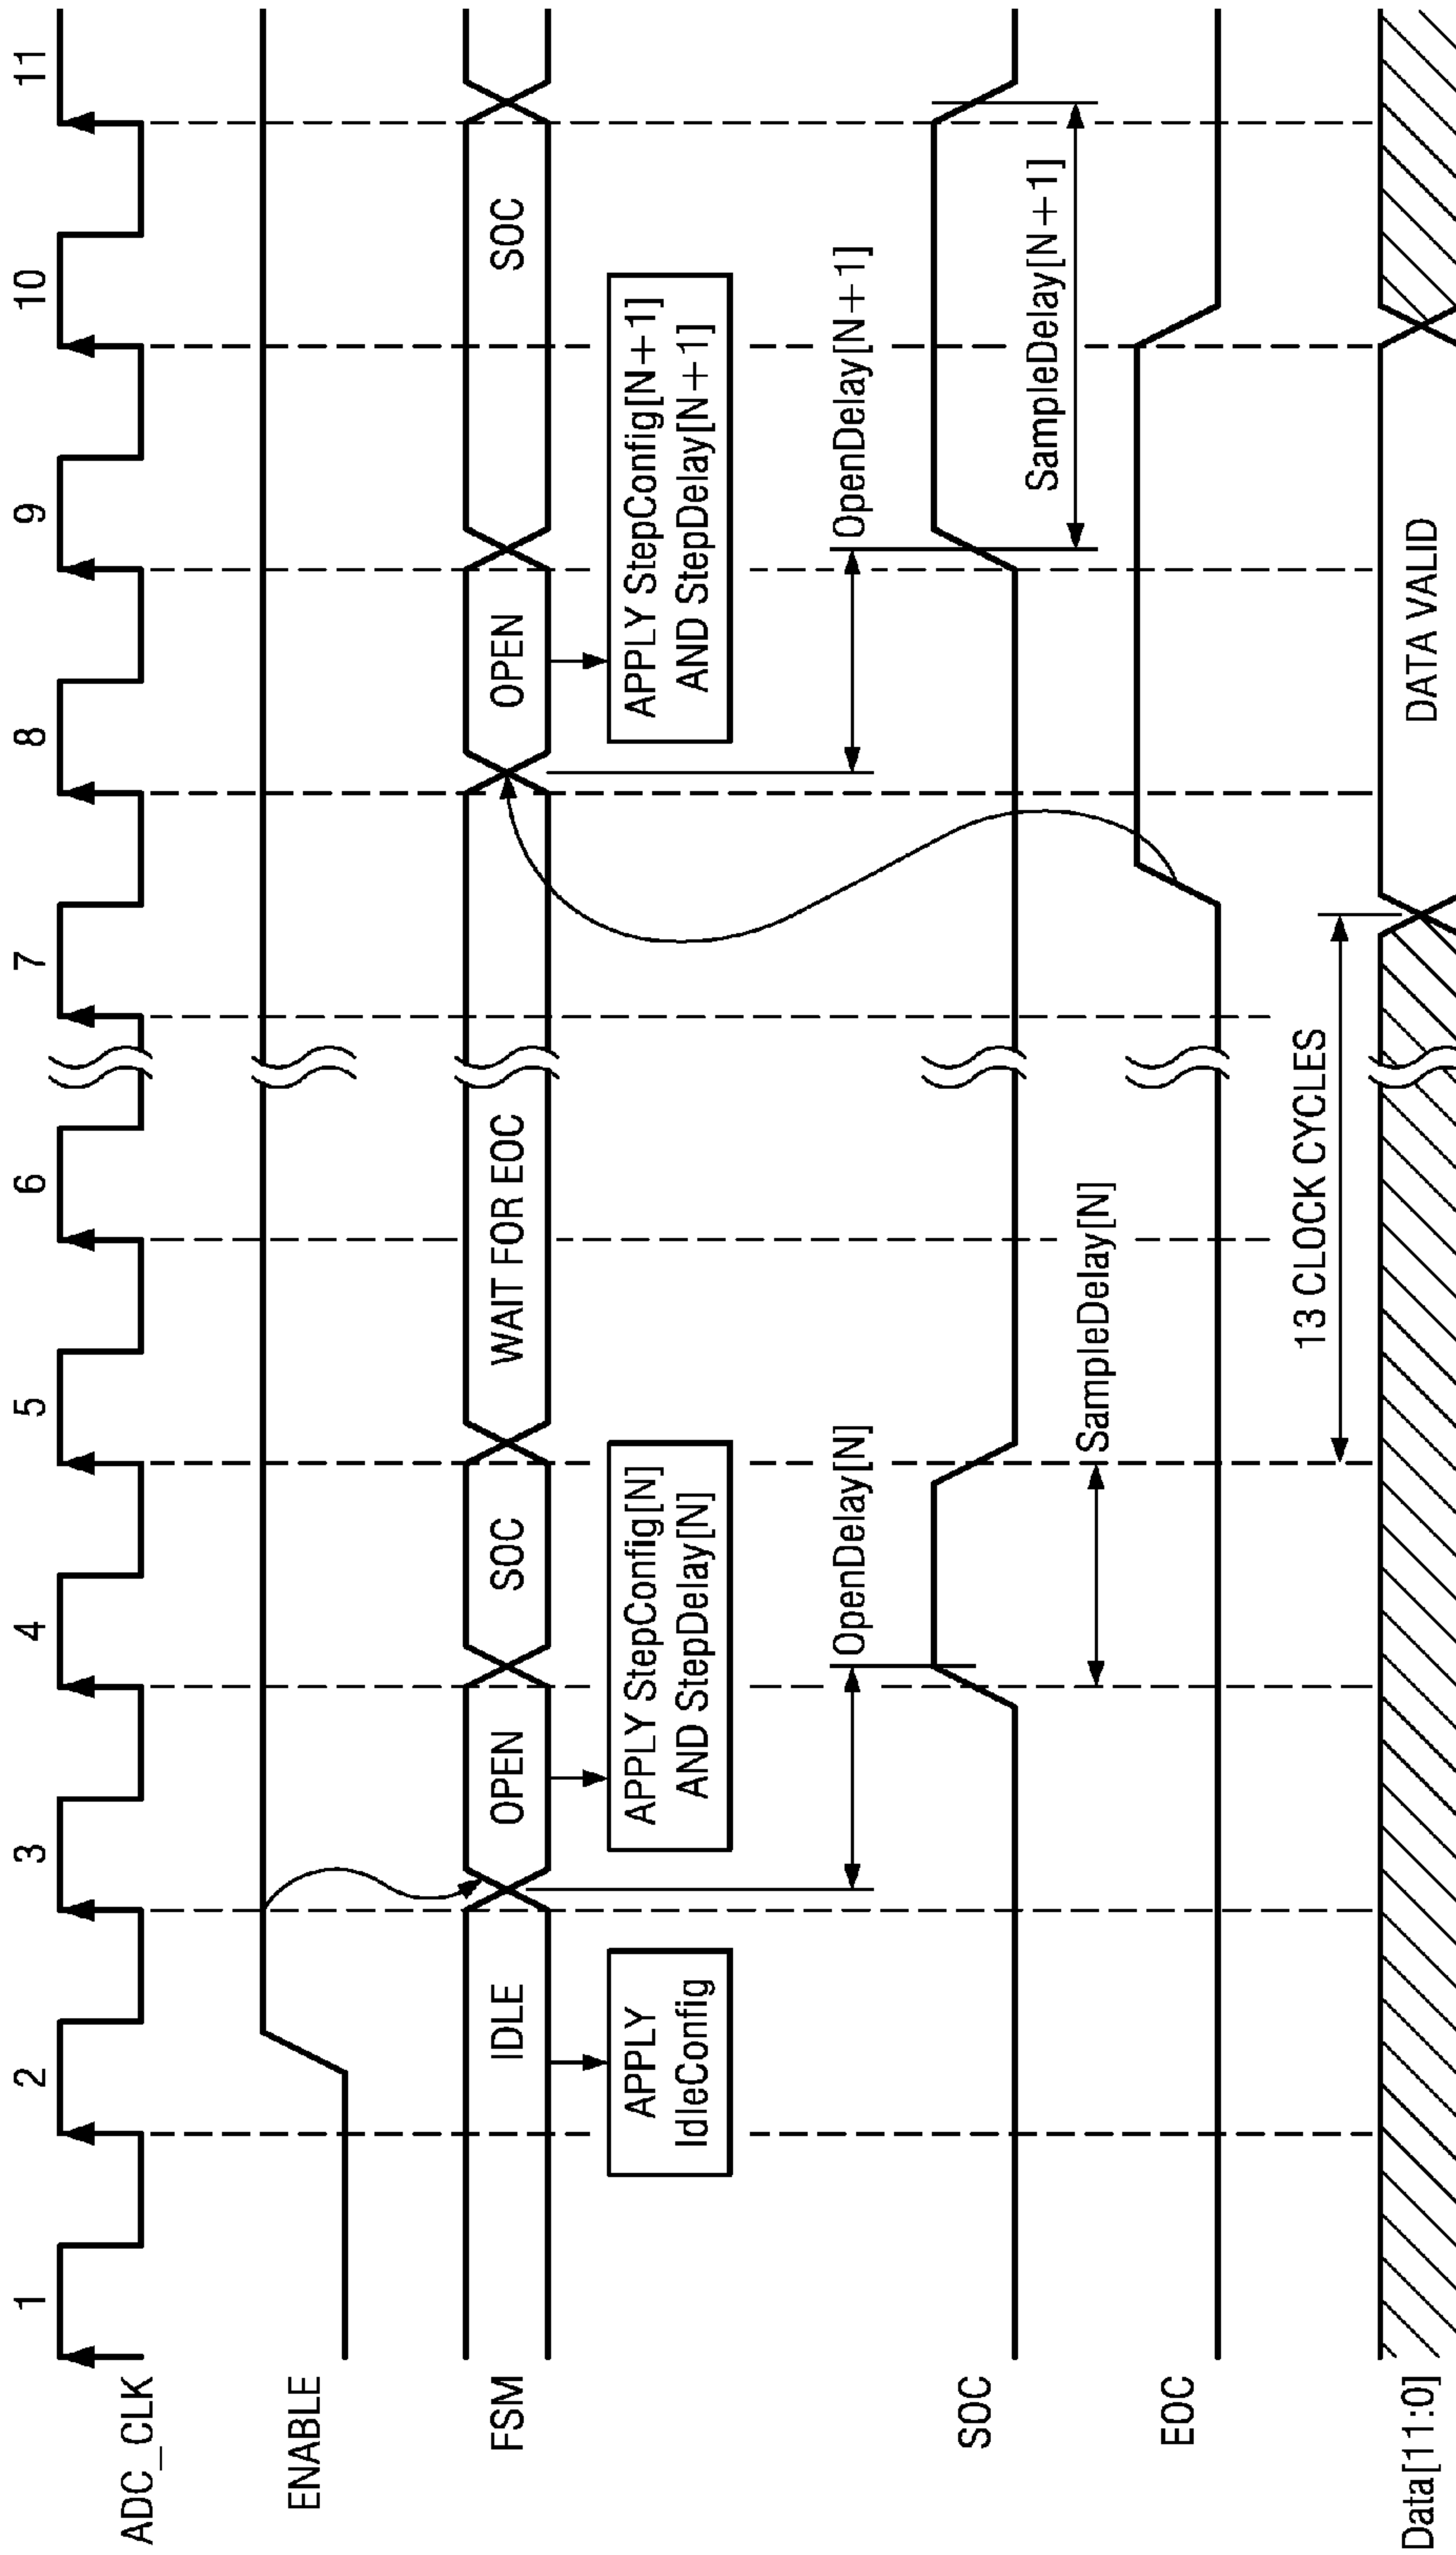 1 2 3 4 5 6 7 8 9 10 11
ADC_CLK
ENABLE
FSM
IDLE OPEN SOC WAIT FOR EOC OPEN SOC
APPLY
IdleConfig
APPLY StepConfig[N]
AND StepDelay[N]
APPLY StepConfig[N+1]
AND StepDelay[N+1]
OpenDelay[N]
OpenDelay[N+1]
SOC
SampleDelay[N+1]
SampleDelay[N]
EOC
13 CLOCK CYCLES
Data[11:0]
DATA VALID